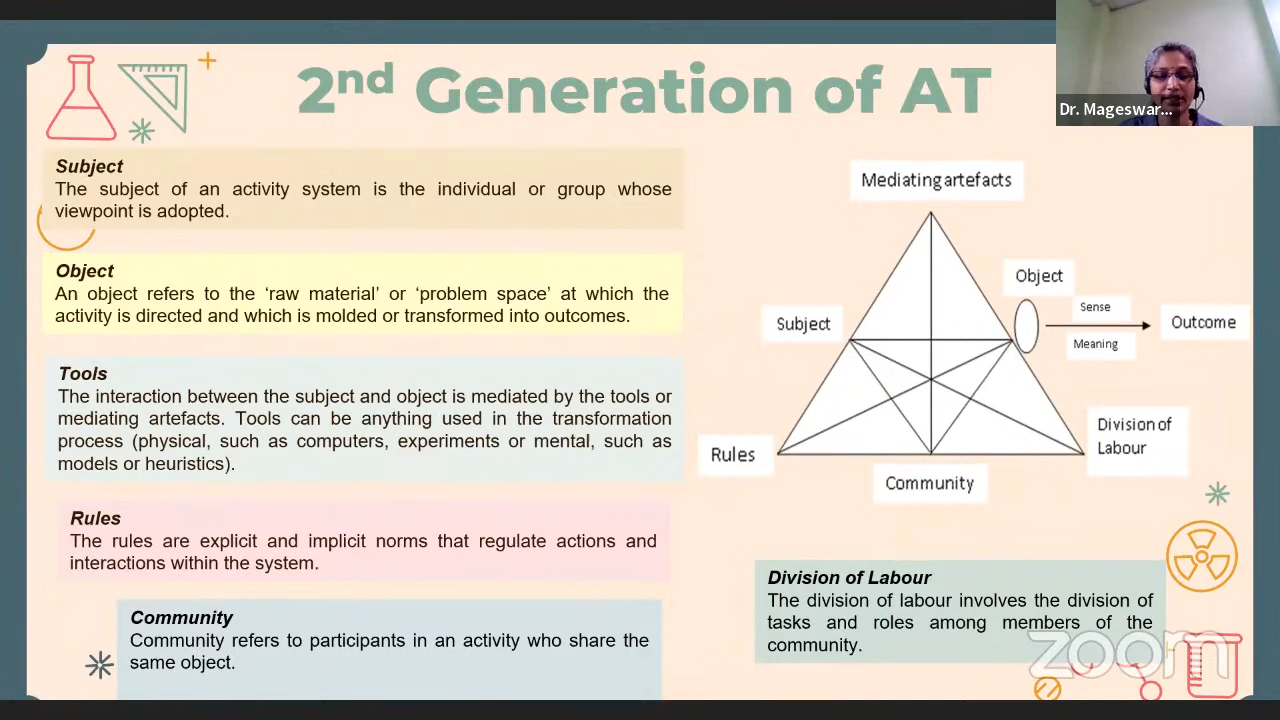 2nd Generation of AT
Dr. Mageswar...
Subject
The subject of an activity system is the individual or group whose
viewpoint is adopted.
Object
An object refers to the ‘raw material’ or ‘problem space’ at which the
activity is directed and which is molded or transformed into outcomes.
Tools
The interaction between the subject and object is mediated by the tools or
mediating artefacts. Tools can be anything used in the transformation
process (physical, such as computers, experiments or mental, such as
models or heuristics).
Rules
The rules are explicit and implicit norms that regulate actions and
interactions within the system.
Community
Community refers to participants in an activity who share the
same object.
Mediating artefacts
Object
Subject
Sense
Outcome
Meaning
Rules
Division of
Labour
Community
Division of Labour
The division of labour involves the division of
tasks and roles among members of the
community.
zoom